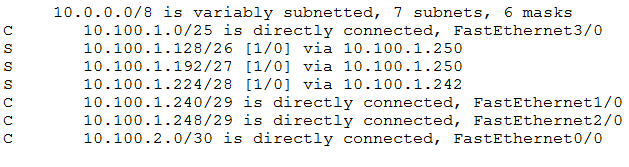 10.0.0.0/8 is variably subnetted, 7 subnets, 6 masks
C 10.100.1.0/25 is directly connected, FastEthernet3/0
S 10.100.1.128/26 [1/0] via 10.100.1.250
S 10.100.1.192/27 [1/0] via 10.100.1.250
S 10.100.1.224/28 [1/0] via 10.100.1.242
C 10.100.1.240/29 is directly connected, FastEthernet1/0
C 10.100.1.248/29 is directly connected, FastEthernet2/0
C 10.100.2.0/30 is directly connected, FastEthernet0/0